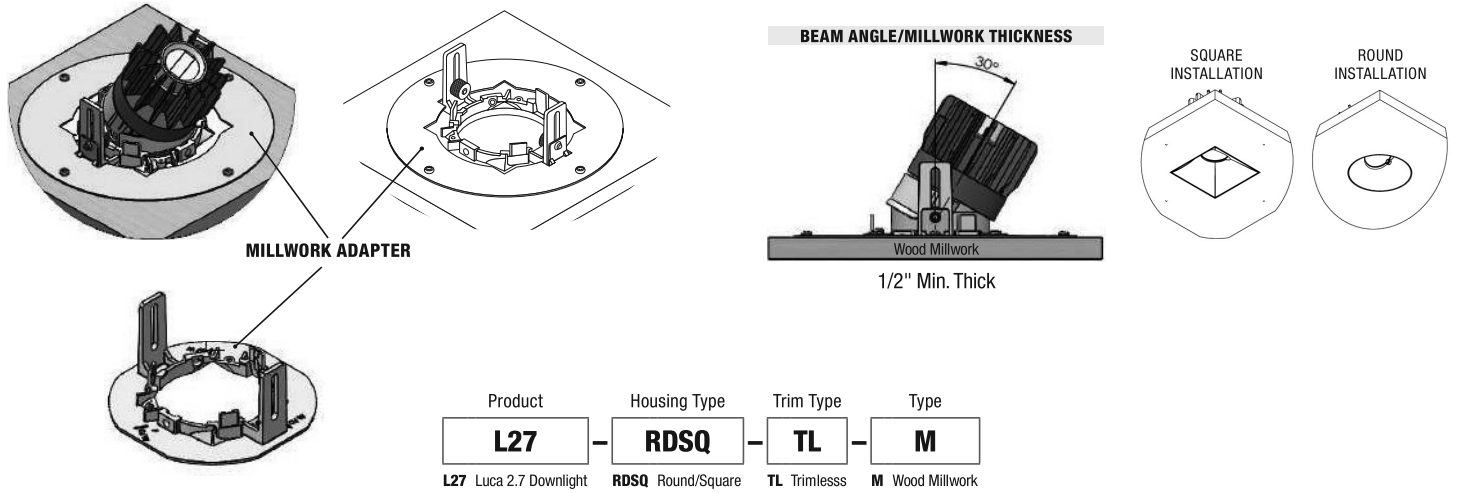 BEAM ANGLE/MILLWORK THICKNESS
30°
SQUARE
INSTALLATION
ROUND
INSTALLATION
MILLWORK ADAPTER
Wood Millwork
1/2" Min. Thick
Product Housing Type Trim Type Type
L27 – RDSQ – TL – M
L27 Luca 2.7 Downlight RDSQ Round/Square TL Trimlesss M Wood Millwork